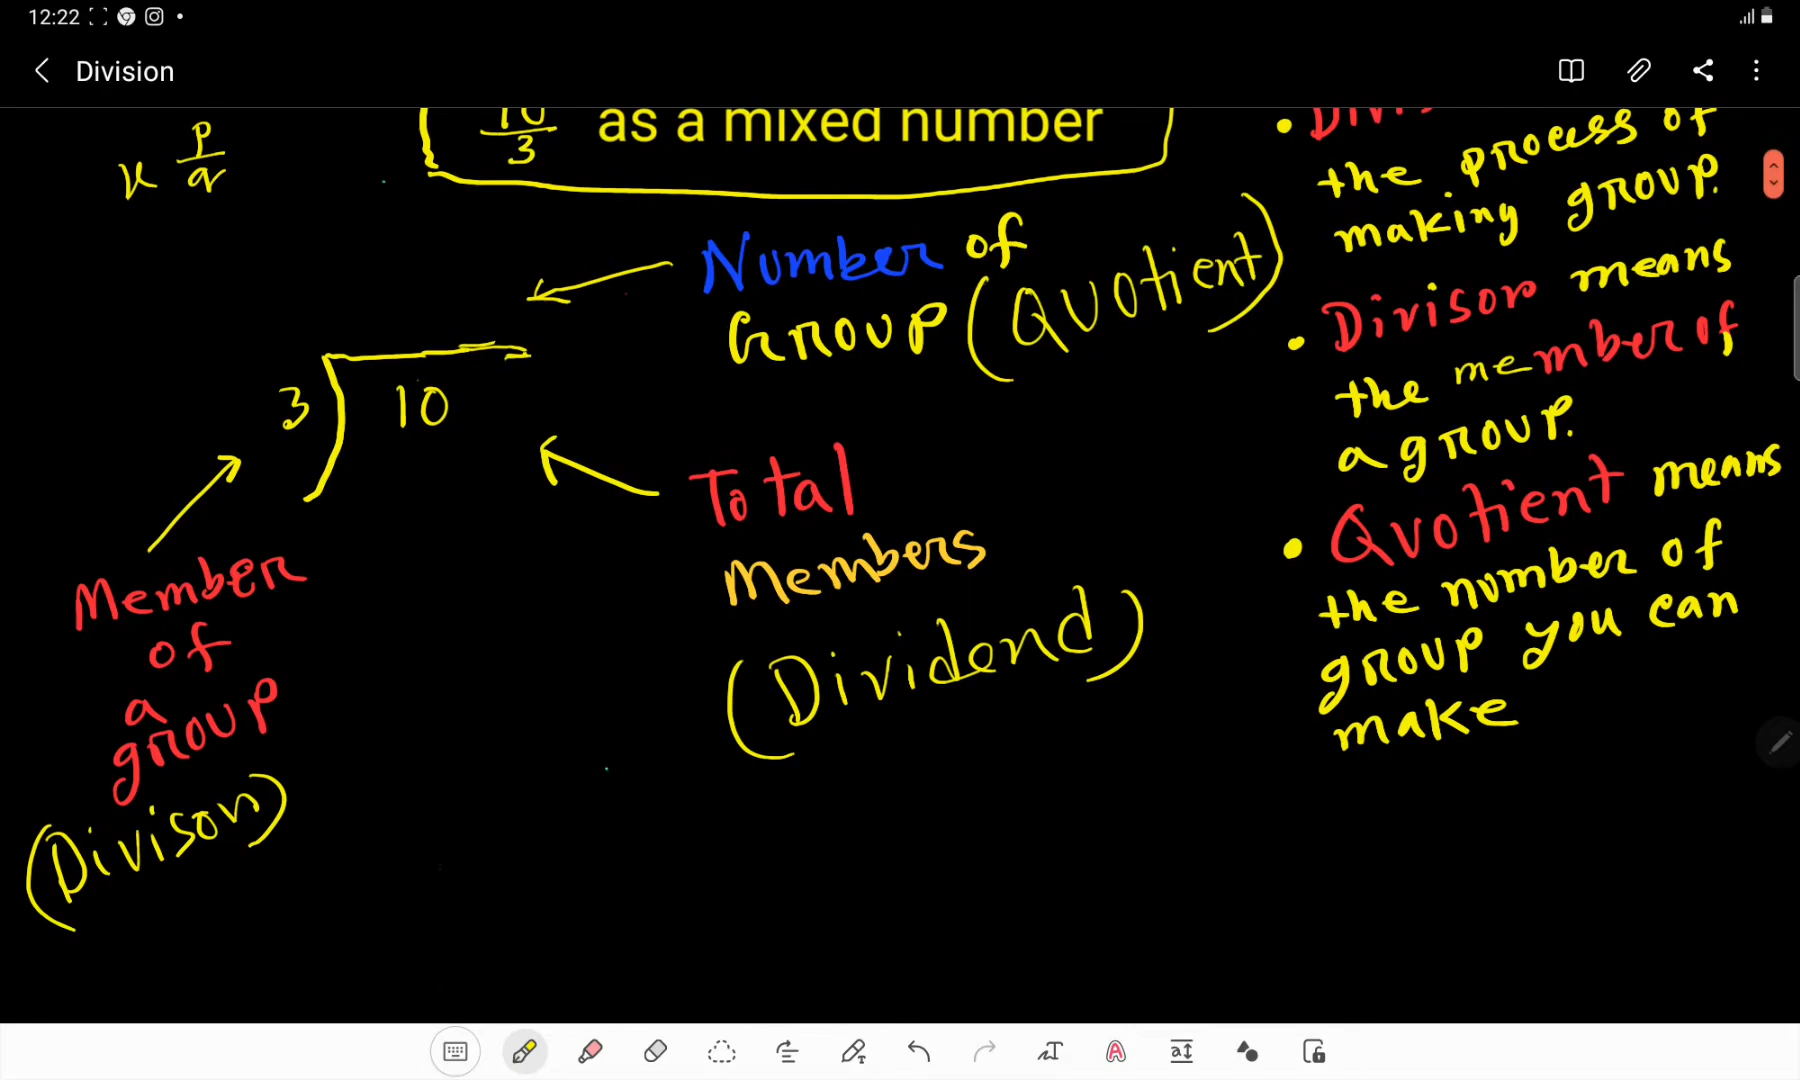 12:22
Division
10/3 as a mixed number
x p/q
Number of
Group (Quotient)
3 10
Total
Members
(Dividend)
Member
of
a
group
(Divison)
the process of
making group.
• Divisor means
the member of
a group.
• Quotient means
the number of
group you can
make